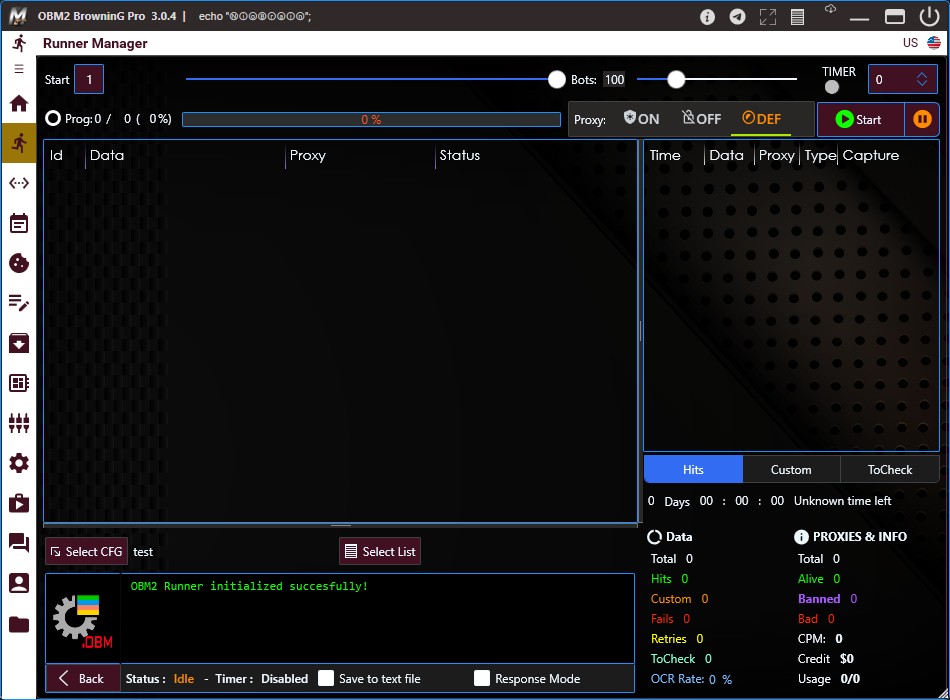 OBM2 BrowninG Pro 3.0.4 | echo "ⓃⒾⓄⒷⓇⒶⒾⓃ";
Runner Manager
US
Start 1
Bots: 100
TIMER
0
Prog: 0 / 0 ( 0%)
0 %
Proxy: ON OFF DEF
Start
Id Data Proxy Status
Time Data Proxy Type Capture
Hits Custom ToCheck
0 Days 00 : 00 : 00 Unknown time left
Select CFG test
Select List
OBM2 Runner initialized succesfully!
.OBM
Back
Status : Idle - Timer : Disabled
Save to text file
Response Mode
Data
Total 0
Hits 0
Custom 0
Fails 0
Retries 0
ToCheck 0
OCR Rate: 0 %
PROXIES & INFO
Total 0
Alive 0
Banned 0
Bad 0
CPM: 0
Credit $0
Usage 0/0